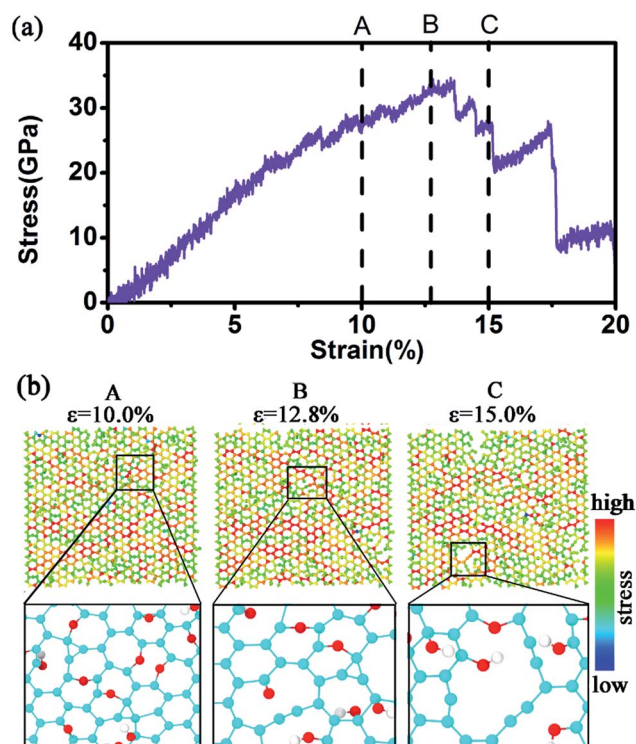 (a)
A B C
40
30
20
10
0
Stress(GPa)
0 5 10 15 20
Strain(%)
(b)
A B C
ε=10.0% ε=12.8% ε=15.0%
high
stress
low